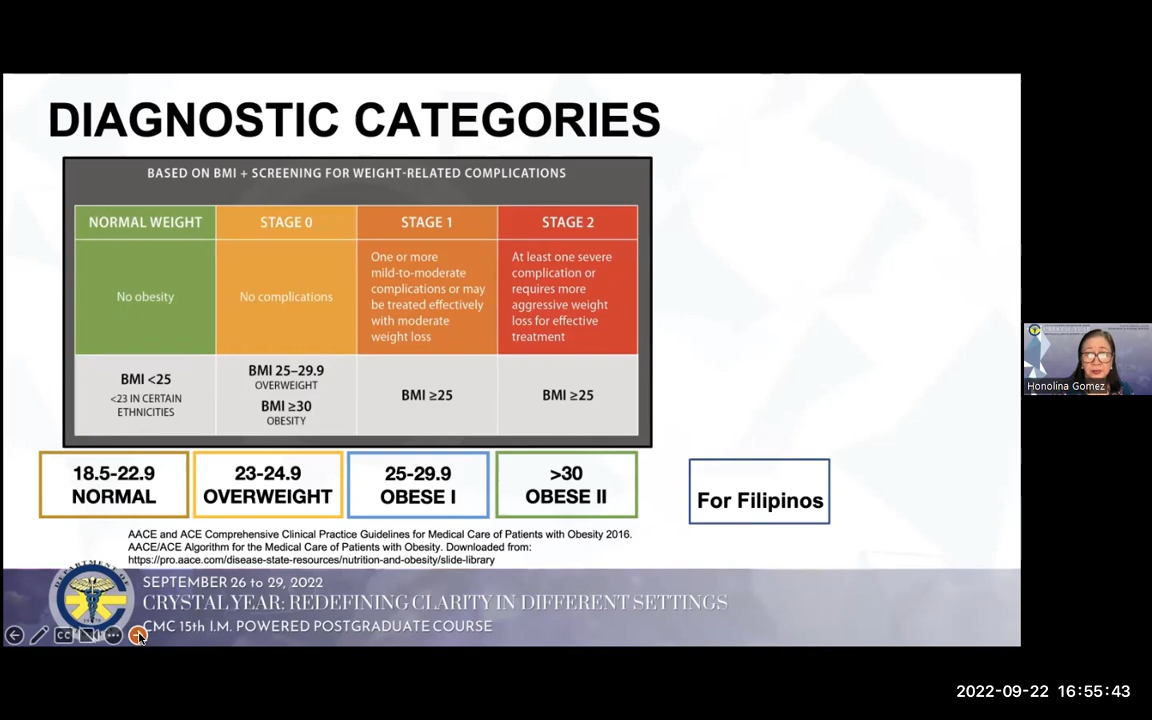 DIAGNOSTIC CATEGORIES
BASED ON BMI + SCREENING FOR WEIGHT-RELATED COMPLICATIONS
NORMAL WEIGHT
No obesity
BMI <25
<23 IN CERTAIN
ETHNICITIES
STAGE 0
No complications
BMI 25–29.9
OVERWEIGHT
BMI ≥30
OBESITY
STAGE 1
One or more
mild-to-moderate
complications or may
be treated effectively
with moderate
weight loss
BMI ≥25
STAGE 2
At least one severe
complication or
requires more
aggressive weight
loss for effective
treatment
BMI ≥25
18.5-22.9
NORMAL
23-24.9
OVERWEIGHT
25-29.9
OBESE I
>30
OBESE II
For Filipinos
AACE and ACE Comprehensive Clinical Practice Guidelines for Medical Care of Patients with Obesity 2016.
AACE/ACE Algorithm for the Medical Care of Patients with Obesity. Downloaded from:
https://pro.aace.com/disease-state-resources/nutrition-and-obesity/slide-library
SEPTEMBER 26 to 29, 2022
CRYSTAL YEAR: REDEFINING CLARITY IN DIFFERENT SETTINGS
CMC 15th I.M. POWERED POSTGRADUATE COURSE
CC
Honolina Gomez
2022-09-22 16:55:43